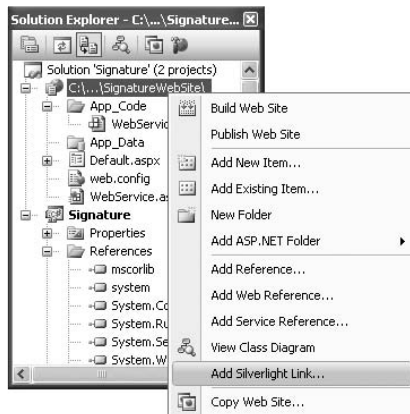 Solution Explorer - C:\...\Signature...
Solution 'Signature' (2 projects)
C:\...\SignatureWebSite\
App_Code
WebServic
App_Data
Default.aspx
web.config
WebService.as
Signature
Properties
References
mscorlib
system
System.Co
System.Ru
System.Se
System.W
Build Web Site
Publish Web Site
Add New Item...
Add Existing Item...
New Folder
Add ASP.NET Folder
Add Reference...
Add Web Reference...
Add Service Reference...
View Class Diagram
Add Silverlight Link...
Copy Web Site...